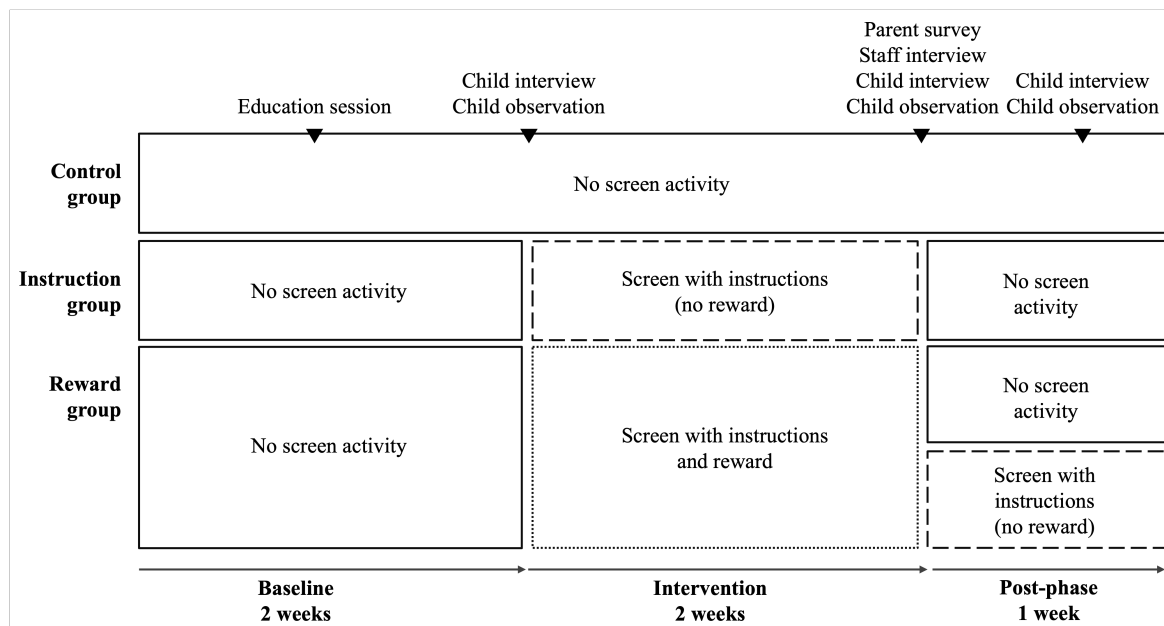 Parent survey
Staff interview
Child interview
Child observation
Child interview
Child observation
Child interview
Child observation
Education session
Control
group
No screen activity
Instruction
group
No screen activity
Screen with instructions
(no reward)
No screen
activity
Reward
group
No screen activity
Screen with instructions
and reward
No screen
activity
Screen with
instructions
(no reward)
Baseline
2 weeks
Intervention
2 weeks
Post-phase
1 week